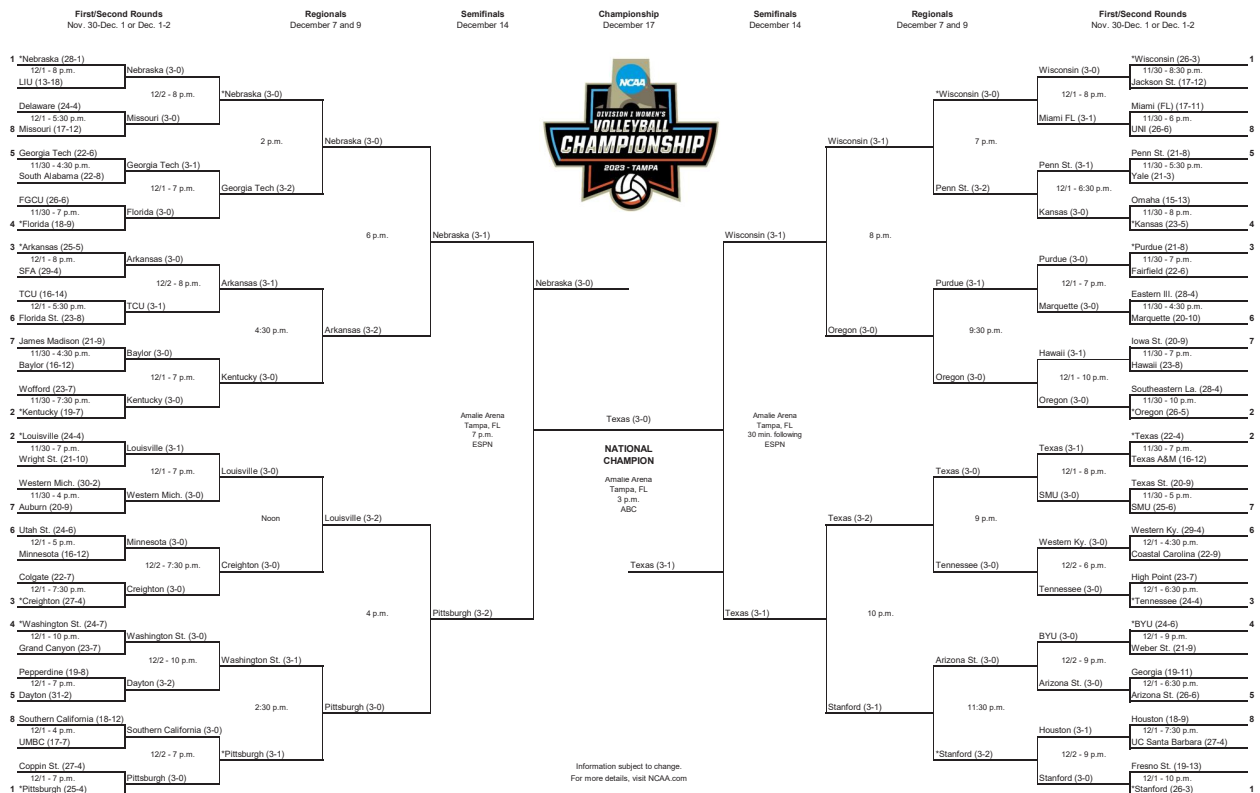 First/Second Rounds
Nov. 30-Dec. 1 or Dec. 1-2
Regionals
December 7 and 9
Semifinals
December 14
Championship
December 17
Semifinals
December 14
Regionals
December 7 and 9
First/Second Rounds
Nov. 30-Dec. 1 or Dec. 1-2
1 *Nebraska (28-1)
12/1 - 8 p.m.
LIU (13-18)
Delaware (24-4)
12/1 - 5:30 p.m.
8 Missouri (17-12)
5 Georgia Tech (22-6)
11/30 - 4:30 p.m.
South Alabama (22-8)
FGCU (26-6)
11/30 - 7 p.m.
4 *Florida (18-9)
3 *Arkansas (25-5)
12/1 - 8 p.m.
SFA (29-4)
TCU (16-14)
12/1 - 5:30 p.m.
6 Florida St. (23-8)
7 James Madison (21-9)
11/30 - 4:30 p.m.
Baylor (16-12)
Wofford (23-7)
11/30 - 7:30 p.m.
2 *Kentucky (19-7)
2 *Louisville (24-4)
11/30 - 7 p.m.
Wright St. (21-10)
Western Mich. (30-2)
11/30 - 4 p.m.
7 Auburn (20-9)
6 Utah St. (24-6)
12/1 - 5 p.m.
Minnesota (16-12)
Colgate (22-7)
12/1 - 7:30 p.m.
3 *Creighton (27-4)
4 *Washington St. (24-7)
12/1 - 10 p.m.
Grand Canyon (23-7)
Pepperdine (19-8)
12/1 - 7 p.m.
5 Dayton (31-2)
8 Southern California (18-12)
12/1 - 4 p.m.
UMBC (17-7)
Coppin St. (27-4)
12/1 - 7 p.m.
1 *Pittsburgh (25-4)
Nebraska (3-0)
12/2 - 8 p.m.
Missouri (3-0)
Georgia Tech (3-1)
12/1 - 7 p.m.
Florida (3-0)
Arkansas (3-0)
12/2 - 8 p.m.
TCU (3-1)
Baylor (3-0)
12/1 - 7 p.m.
Kentucky (3-0)
Louisville (3-1)
12/1 - 7 p.m.
Western Mich. (3-0)
Minnesota (3-0)
12/2 - 7:30 p.m.
Creighton (3-0)
Washington St. (3-0)
12/2 - 10 p.m.
Dayton (3-2)
Southern California (3-0)
12/2 - 7 p.m.
Pittsburgh (3-0)
*Nebraska (3-0)
2 p.m.
Georgia Tech (3-2)
Arkansas (3-1)
4:30 p.m.
Kentucky (3-0)
Louisville (3-0)
Noon
Creighton (3-0)
Washington St. (3-1)
2:30 p.m.
*Pittsburgh (3-1)
Nebraska (3-0)
6 p.m.
Arkansas (3-2)
Louisville (3-2)
4 p.m.
Pittsburgh (3-0)
Nebraska (3-1)
Amalie Arena
Tampa, FL
7 p.m.
ESPN
Pittsburgh (3-2)
NCAA
DIVISION I WOMEN'S
VOLLEYBALL
CHAMPIONSHIP
2023 - TAMPA
Nebraska (3-0)
Texas (3-0)
NATIONAL
CHAMPION
Amalie Arena
Tampa, FL
3 p.m.
ABC
Texas (3-1)
Information subject to change.
For more details, visit NCAA.com
Wisconsin (3-1)
Amalie Arena
Tampa, FL
30 min. following
ESPN
Texas (3-1)
Wisconsin (3-1)
8 p.m.
Oregon (3-0)
Texas (3-2)
10 p.m.
Stanford (3-1)
*Wisconsin (3-0)
7 p.m.
Penn St. (3-2)
Purdue (3-1)
9:30 p.m.
Oregon (3-0)
Texas (3-0)
9 p.m.
Tennessee (3-0)
Arizona St. (3-0)
11:30 p.m.
*Stanford (3-2)
Wisconsin (3-0)
12/1 - 8 p.m.
Miami FL (3-1)
Penn St. (3-1)
12/1 - 6:30 p.m.
Kansas (3-0)
Purdue (3-0)
12/1 - 7 p.m.
Marquette (3-0)
Hawaii (3-1)
12/1 - 10 p.m.
Oregon (3-0)
Texas (3-1)
12/1 - 8 p.m.
SMU (3-0)
Western Ky. (3-0)
12/2 - 6 p.m.
Tennessee (3-0)
BYU (3-0)
12/2 - 9 p.m.
Arizona St. (3-0)
Houston (3-1)
12/2 - 9 p.m.
Stanford (3-0)
*Wisconsin (26-3) 1
11/30 - 8:30 p.m.
Jackson St. (17-12)
Miami (FL) (17-11)
11/30 - 6 p.m.
UNI (26-6) 8
Penn St. (21-8) 5
11/30 - 5:30 p.m.
Yale (21-3)
Omaha (15-13)
11/30 - 8 p.m.
*Kansas (23-5) 4
*Purdue (21-8) 3
11/30 - 7 p.m.
Fairfield (22-6)
Eastern Ill. (28-4)
11/30 - 4:30 p.m.
Marquette (20-10) 6
Iowa St. (20-9) 7
11/30 - 7 p.m.
Hawaii (23-8)
Southeastern La. (28-4)
11/30 - 10 p.m.
*Oregon (26-5) 2
*Texas (22-4) 2
11/30 - 7 p.m.
Texas A&M (16-12)
Texas St. (20-9)
11/30 - 5 p.m.
SMU (25-6) 7
Western Ky. (29-4) 6
12/1 - 4:30 p.m.
Coastal Carolina (22-9)
High Point (23-7)
12/1 - 6:30 p.m.
*Tennessee (24-4) 3
*BYU (24-6) 4
12/1 - 9 p.m.
Weber St. (21-9)
Georgia (19-11)
12/1 - 6:30 p.m.
Arizona St. (26-6) 5
Houston (18-9) 8
12/1 - 7:30 p.m.
UC Santa Barbara (27-4)
Fresno St. (19-13)
12/1 - 10 p.m.
*Stanford (26-3) 1